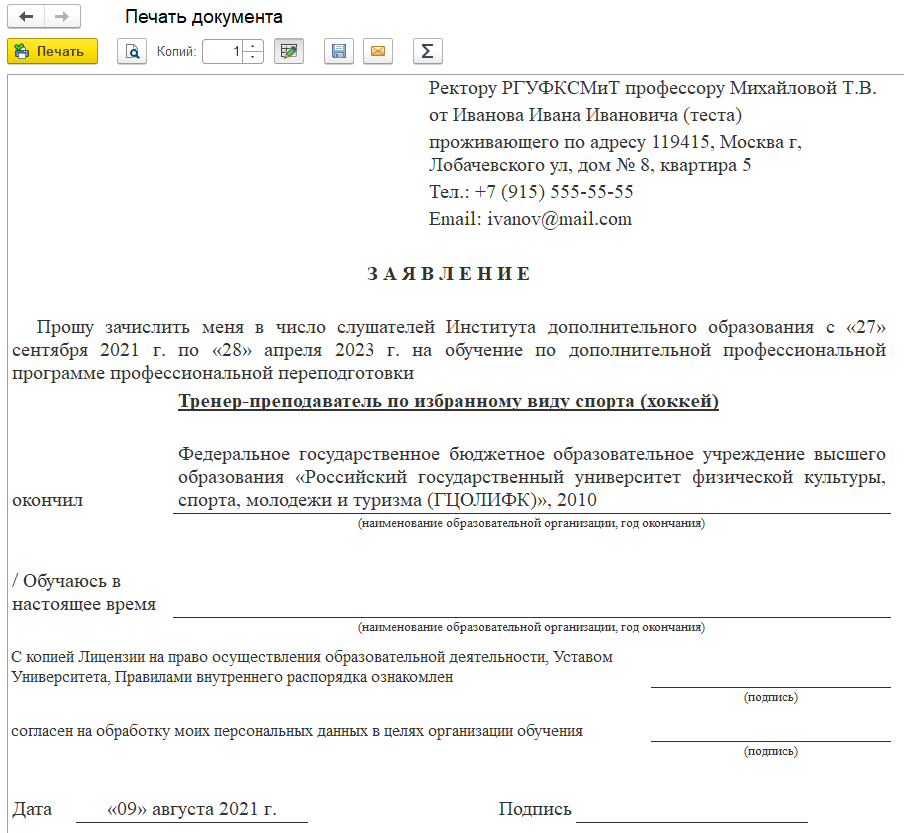 Печать документа
Печать
Копий:
1
Σ
Ректору РГУФКСМиТ профессору Михайловой Т.В.
от Иванова Ивана Ивановича (теста)
проживающего по адресу 119415, Москва г,
Лобачевского ул, дом № 8, квартира 5
Тел.: +7 (915) 555-55-55
Email: ivanov@mail.com
З А Я В Л Е Н И Е
Прошу зачислить меня в число слушателей Института дополнительного образования с «27»
сентября 2021 г. по «28» апреля 2023 г. на обучение по дополнительной профессиональной
программе профессиональной переподготовки
Тренер-преподаватель по избранному виду спорта (хоккей)
Федеральное государственное бюджетное образовательное учреждение высшего
образования «Российский государственный университет физической культуры,
окончил спорта, молодежи и туризма (ГЦОЛИФК)», 2010
(наименование образовательной организации, год окончания)
/ Обучаюсь в
настоящее время
(наименование образовательной организации, год окончания)
С копией Лицензии на право осуществления образовательной деятельности, Уставом
Университета, Правилами внутреннего распорядка ознакомлен
(подпись)
согласен на обработку моих персональных данных в целях организации обучения
(подпись)
Дата «09» августа 2021 г. Подпись